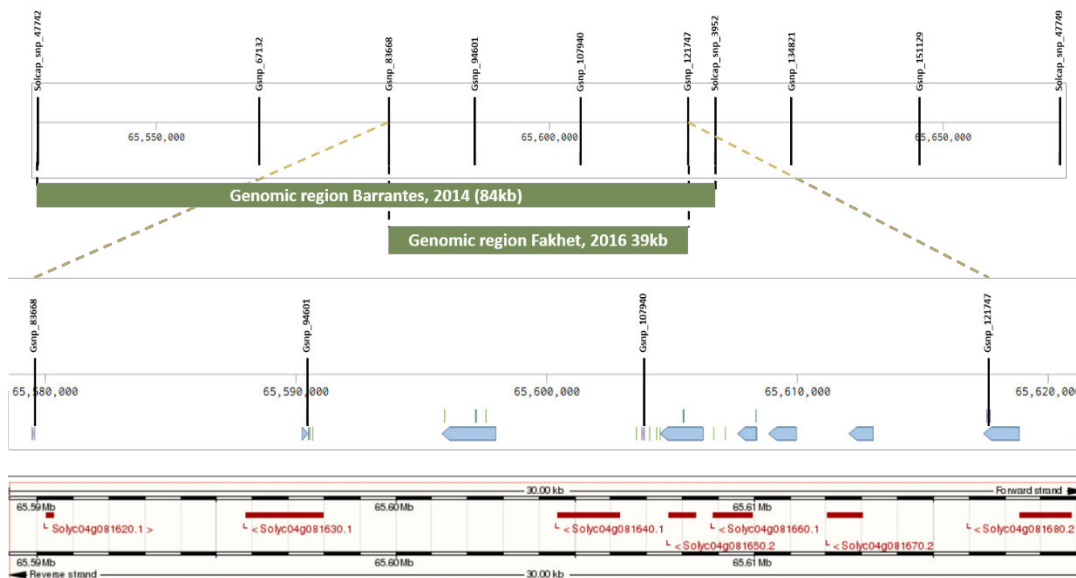 Solcap_snp_47742
Gsnp_67132
Gsnp_83668
Gsnp_94601
Gsnp_107940
Gsnp_121747
Solcap_snp_3952
Gsnp_134821
Gsnp_151129
Solcap_snp_47749
65,550,000 65,600,000 65,650,000
Genomic region Barrantes, 2014 (84kb)
Genomic region Fakhet, 2016 39kb
Gsnp_83668
Gsnp_94601
Gsnp_107940
Gsnp_121747
65,580,000 65,590,000 65,600,000 65,610,000 65,620,000
30.00 kb Forward strand
65.59Mb 65.60Mb 65.61Mb
Solyc04g081620.1 > < Solyc04g081630.1 < Solyc04g081640.1 < Solyc04g081660.1 < Solyc04g081680.2
< Solyc04g081650.2 < Solyc04g081670.2
65.59Mb 65.60Mb 65.61Mb
Reverse strand 30.00 kb